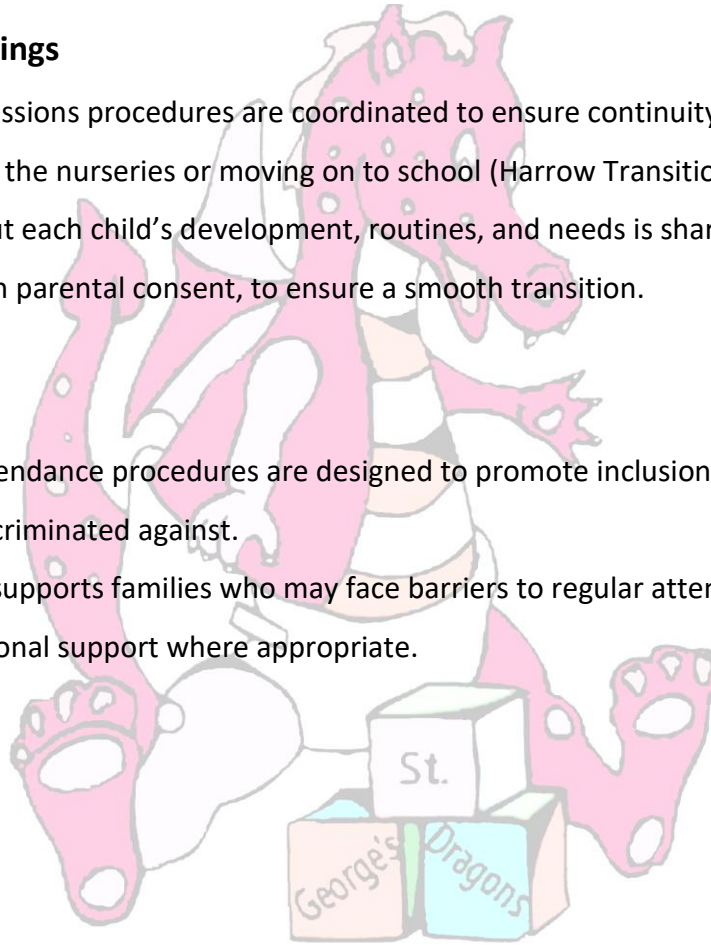 ings
ssions procedures are coordinated to ensure continuity
the nurseries or moving on to school (Harrow Transitio
ut each child's development, routines, and needs is shar
n parental consent, to ensure a smooth transition.
endance procedures are designed to promote inclusion
criminated against.
supports families who may face barriers to regular atten
onal support where appropriate.
St.
George's Dragons